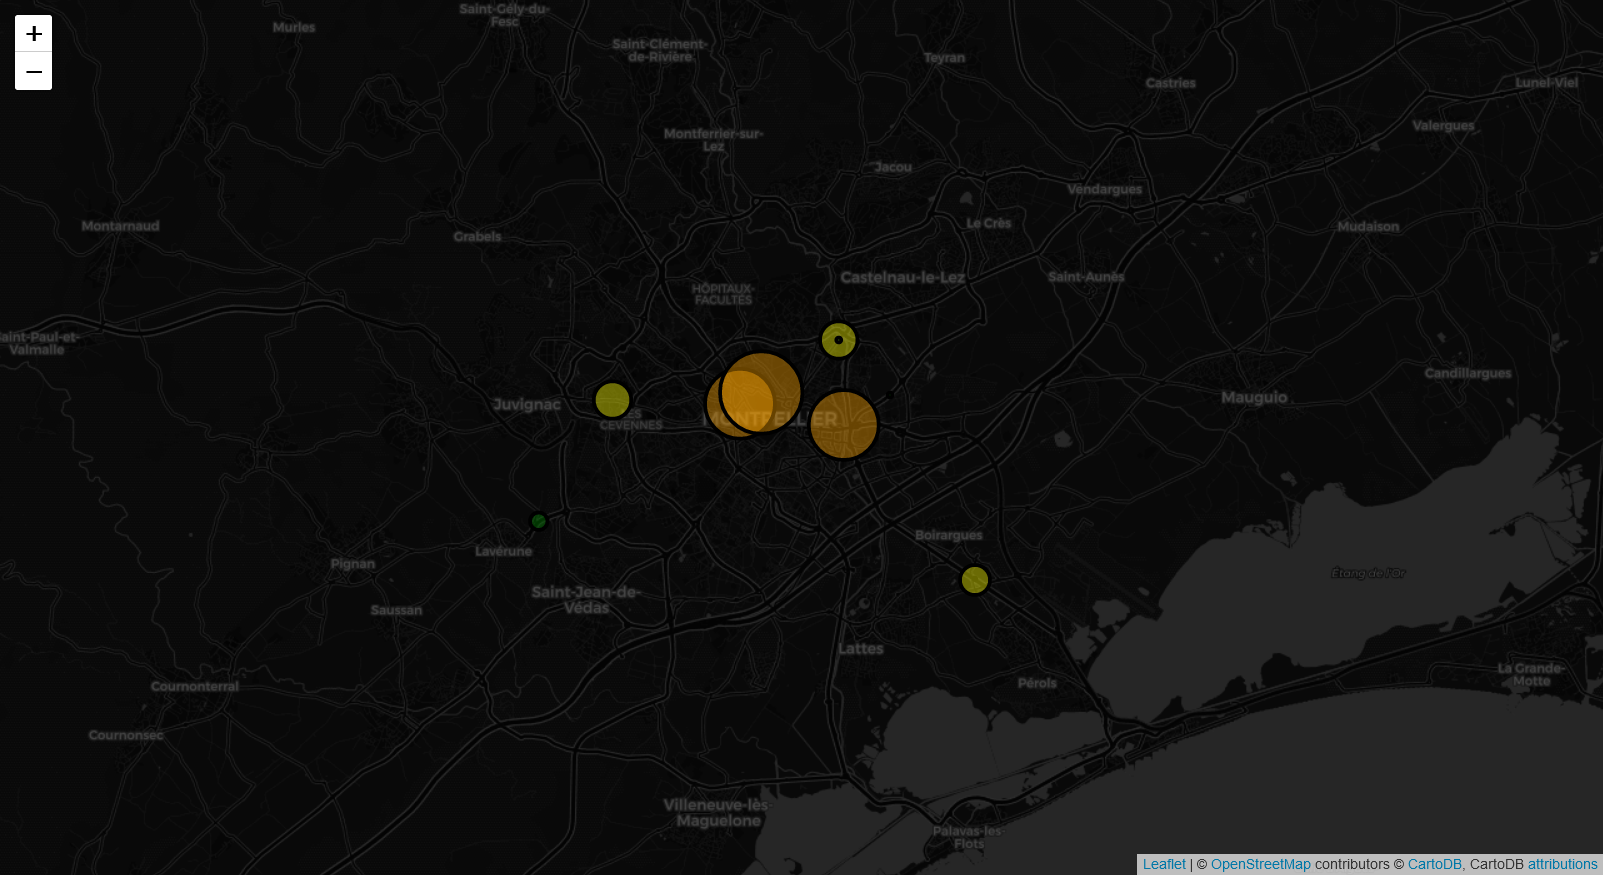 +
−
Saint-Gély-du-
Fesc
Murles
Saint-Clément-
de-Rivière
Teyran
Castries
Lunel-Viel
Valergues
Montferrier-sur-
Lez
Jacou
Vendargues
Montarnaud
Grabels
Le Crès
Mudaison
Castelnau-le-Lez
Saint-Aunès
HÔPITAUX-
FACULTÉS
Saint-Paul-et-
Valmalle
Candillargues
Mauguio
Juvignac
CÉVENNES
MONTPELLIER
Boirargues
Lavérune
Pignan
Étang de l'Or
Saint-Jean-de-
Védas
Saussan
Lattes
La Grande-
Motte
Pérols
Cournonterral
Cournonsec
Villeneuve-lès-
Maguelone
Palavas-les-
Flots
Leaflet | © OpenStreetMap contributors © CartoDB, CartoDB attributions